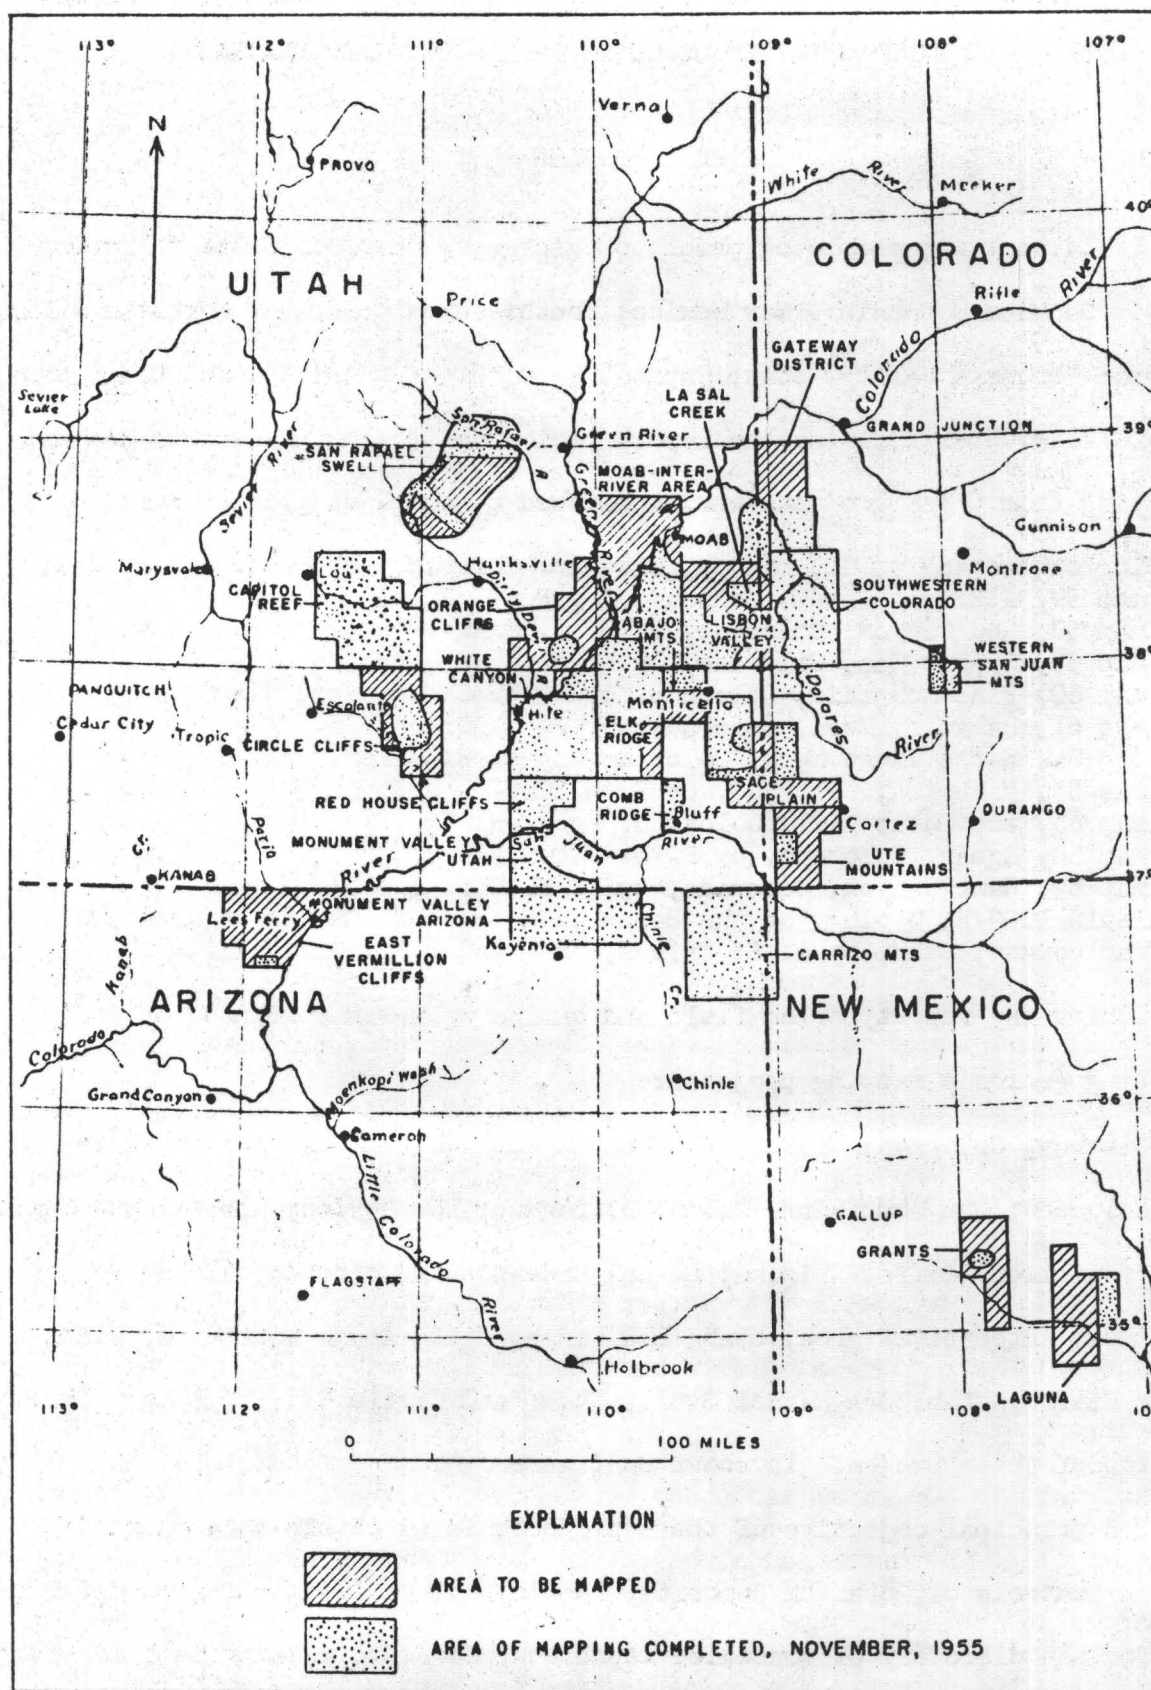 113°
112°
111°
110°
109°
108°
107°
N
Vernal
PROVO
White
River
Meeker
40°
UTAH
COLORADO
Price
Rifle
River
GATEWAY
DISTRICT
Colorado
LA SAL
CREEK
Sevier
Lake
San Rafael
R
GRAND JUNCTION
39°
SAN RAFAEL
SWELL
Green River
MOAB-INTER-
RIVER AREA
Sevier River
Green
River
Gunnison
MOAB
Montrose
Marysvale
Loa
Hanksville
CAPITOL
REEF
Dirty Devil
R
ORANGE
CLIFFS
SOUTHWESTERN
COLORADO
ABAJO
MTS
LISBON
VALLEY
WHITE
CANYON
38°
WESTERN
SAN JUAN
MTS
PANGUITCH
Escalante
Hite
Monticello
Dolores
River
Cedar City
Tropic
CIRCLE CLIFFS
ELK
RIDGE
SAGE
PLAIN
RED HOUSE CLIFFS
COMB
RIDGE
Bluff
DURANGO
Cortez
Paria
MONUMENT VALLEY
UTAH
San Juan River
UTE
MOUNTAINS
Cr.
KANAB
River
37°
MONUMENT VALLEY
ARIZONA
Lees Ferry
EAST
VERMILLION
CLIFFS
Kayenta
Chinle
Cr.
CARRIZO MTS
Kanab
ARIZONA
NEW MEXICO
Colorado
Moenkopi Wash
Chinle
Grand Canyon
36°
Cameron
Little
Colorado
River
GALLUP
GRANTS
FLAGSTAFF
35°
Holbrook
LAGUNA
113°
112°
111°
110°
109°
108°
0
100 MILES
EXPLANATION
AREA TO BE MAPPED
AREA OF MAPPING COMPLETED, NOVEMBER, 1955